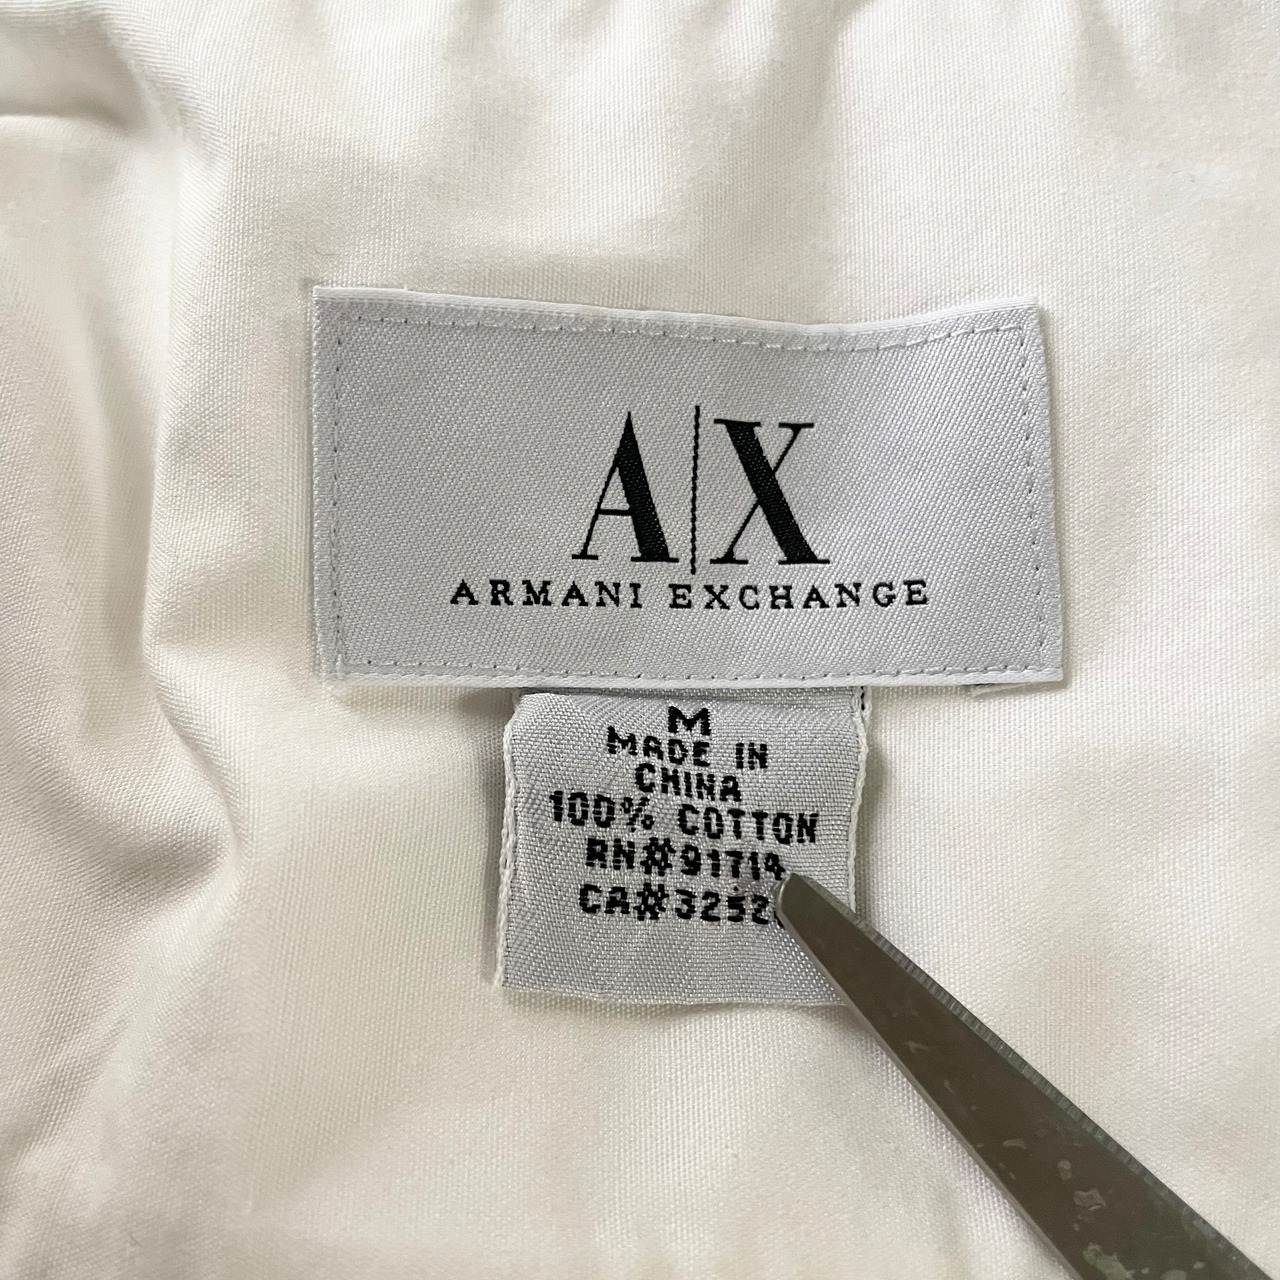 A|X
ARMANI EXCHANGE
M
MADE IN
CHINA
100% COTTON
RN#91714